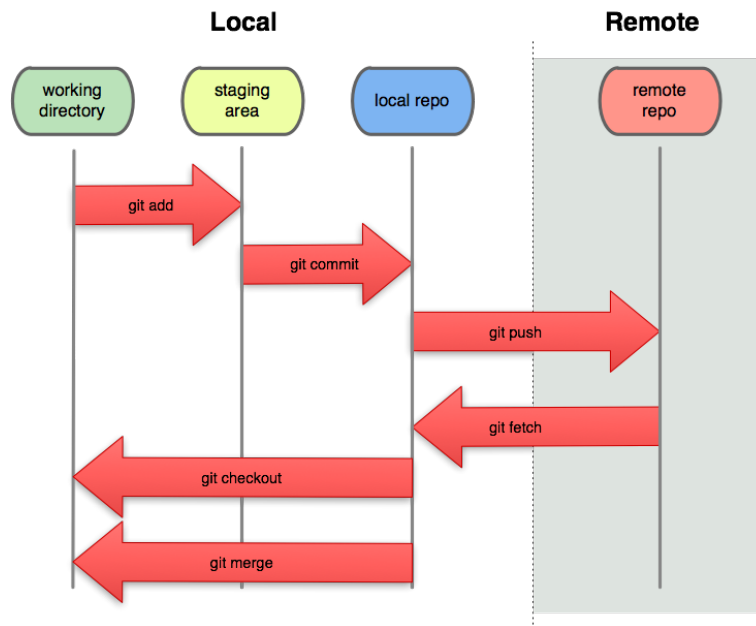 Local
Remote
working
directory
staging
area
local repo
remote
repo
git add
git commit
git push
git fetch
git checkout
git merge